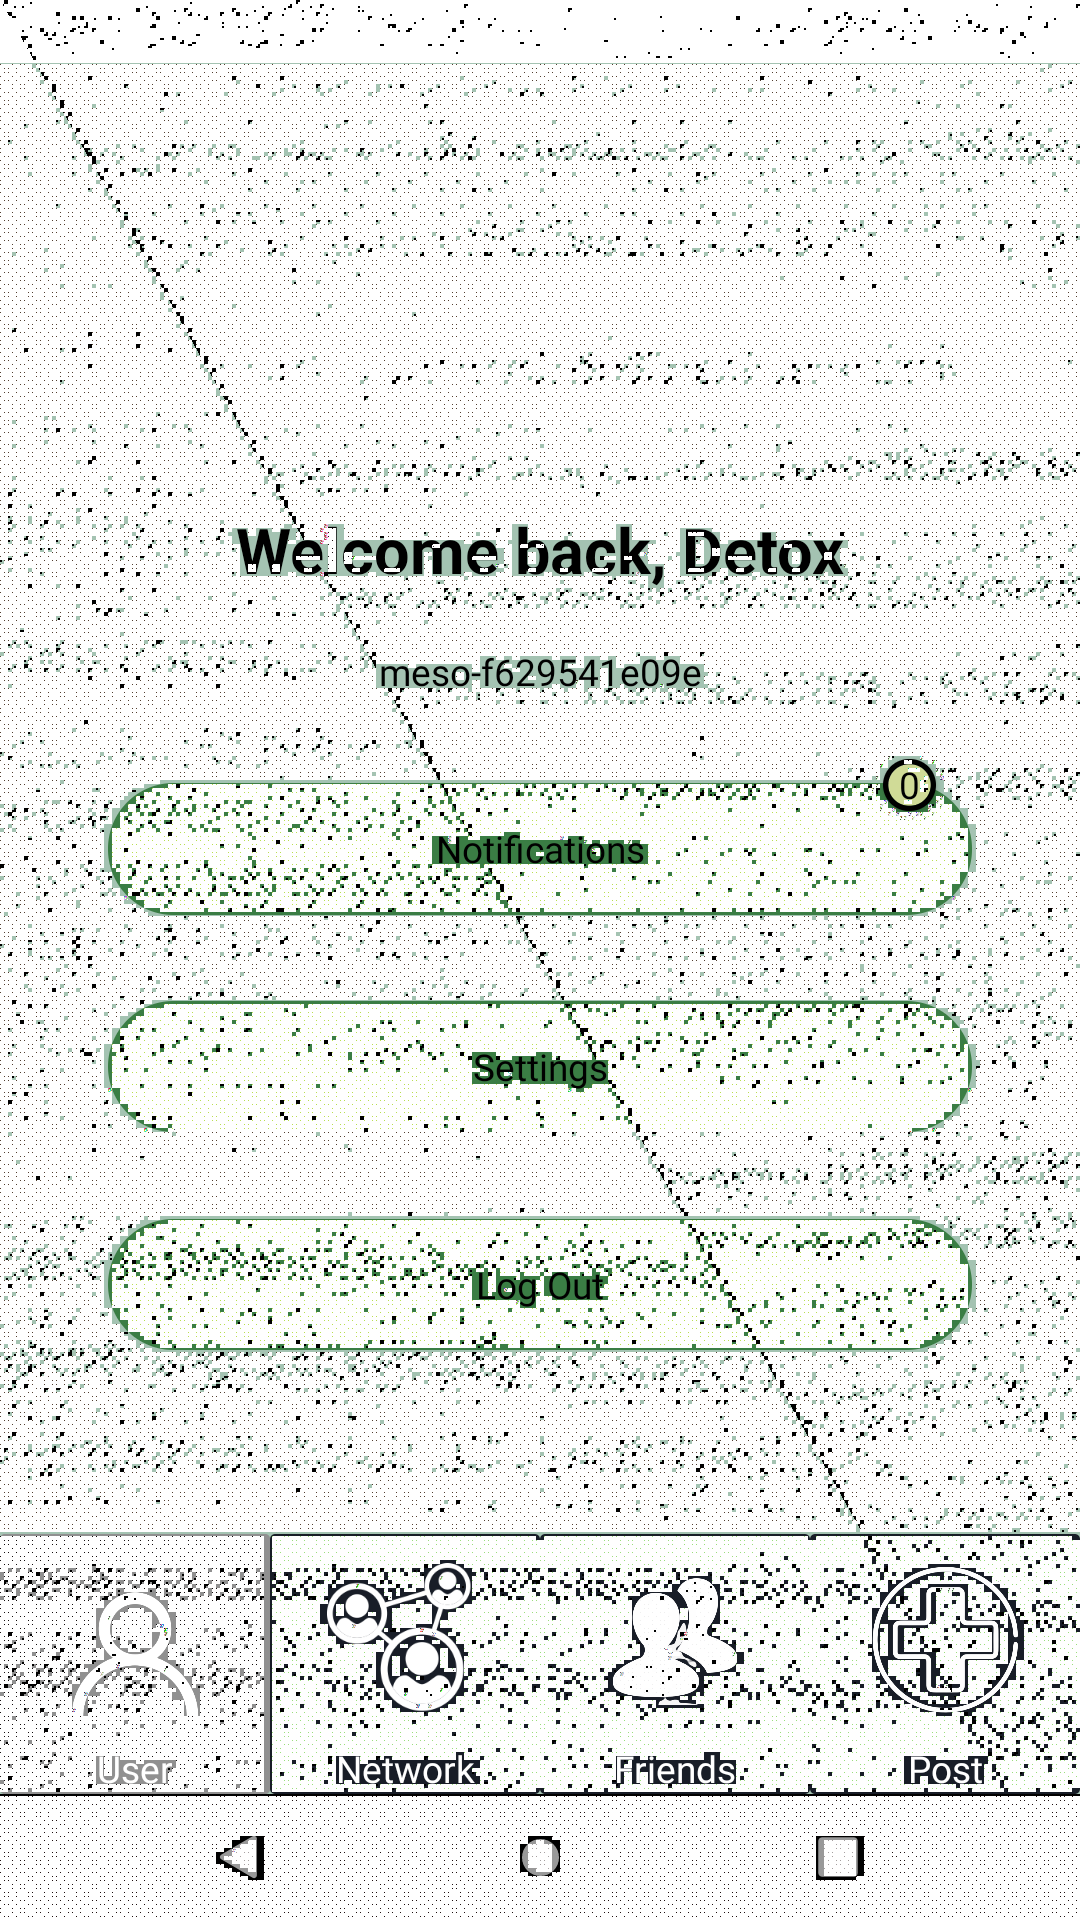 Welcome back, Detox
meso-f629541e09e
0
Notifications
Settings
Log Out
User
Network
Friends
Post